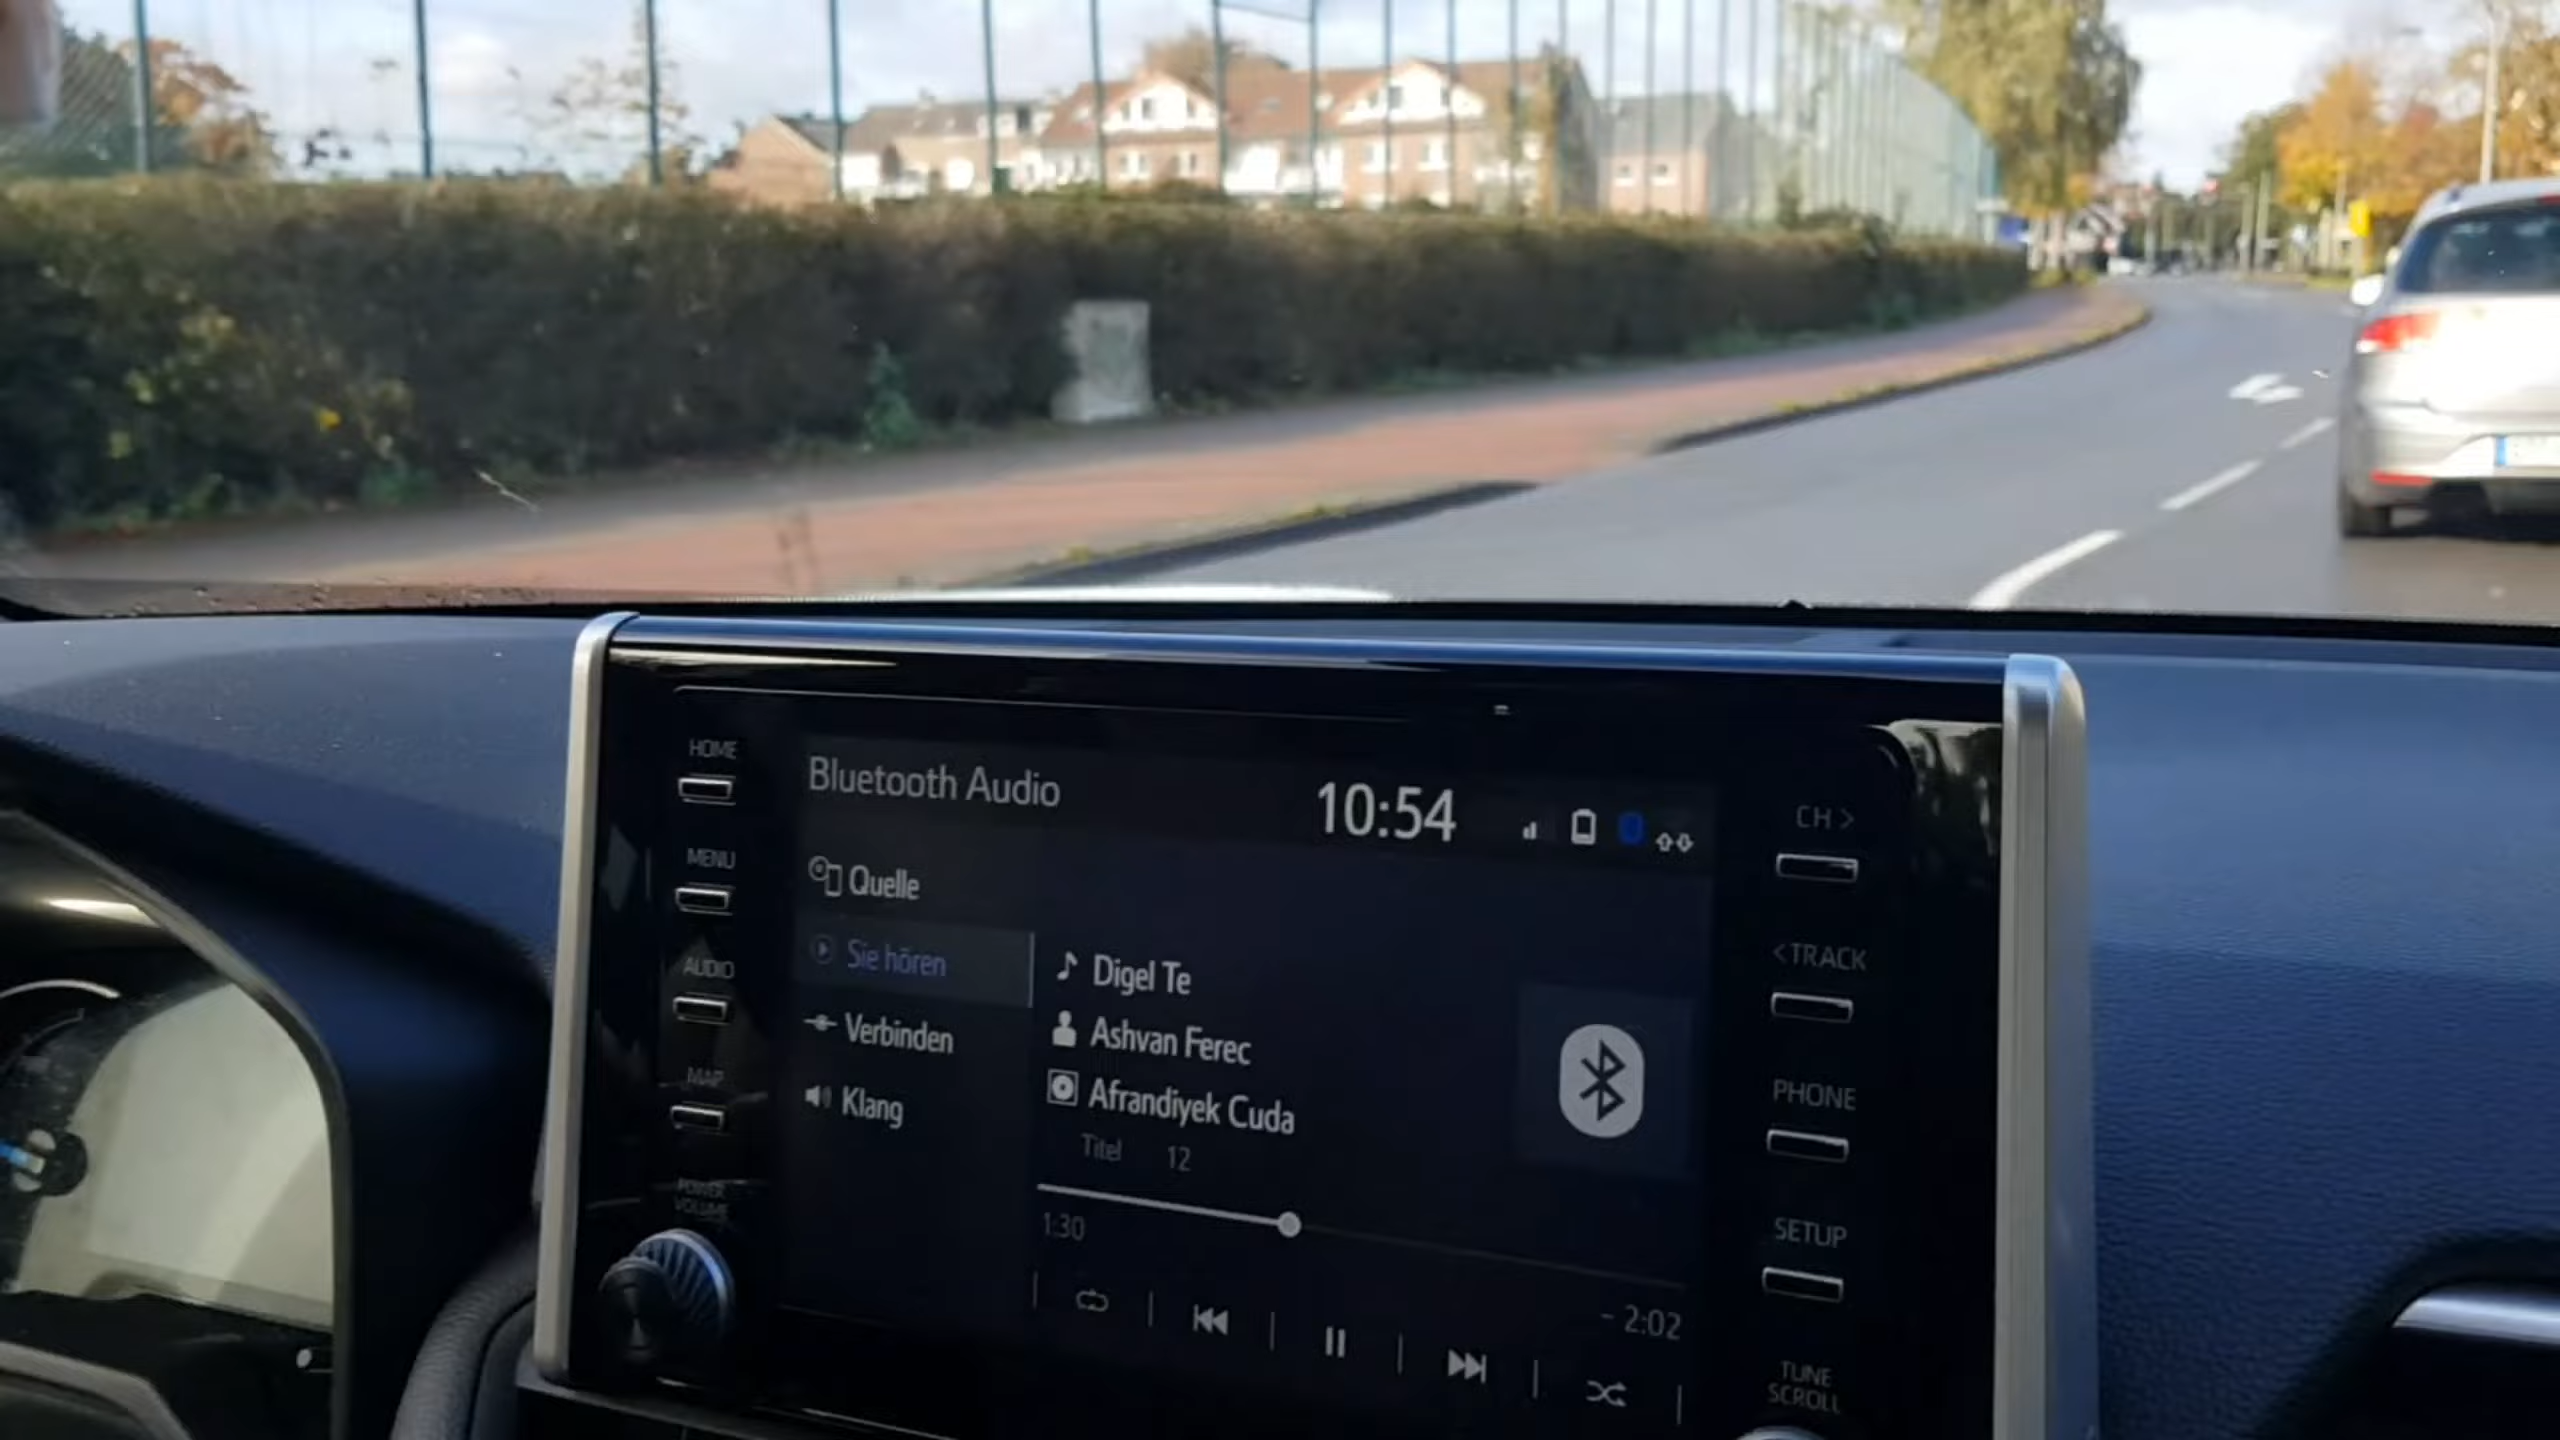 HOME
MENU
AUDIO
MAP
POWER
VOLUME
Bluetooth Audio
10:54
Quelle
Sie hören
Verbinden
Klang
Digel Te
Ashvan Ferec
Afrandiyek Cuda
Titel 12
1:30
- 2:02
CH >
< TRACK
PHONE
SETUP
TUNE
SCROLL